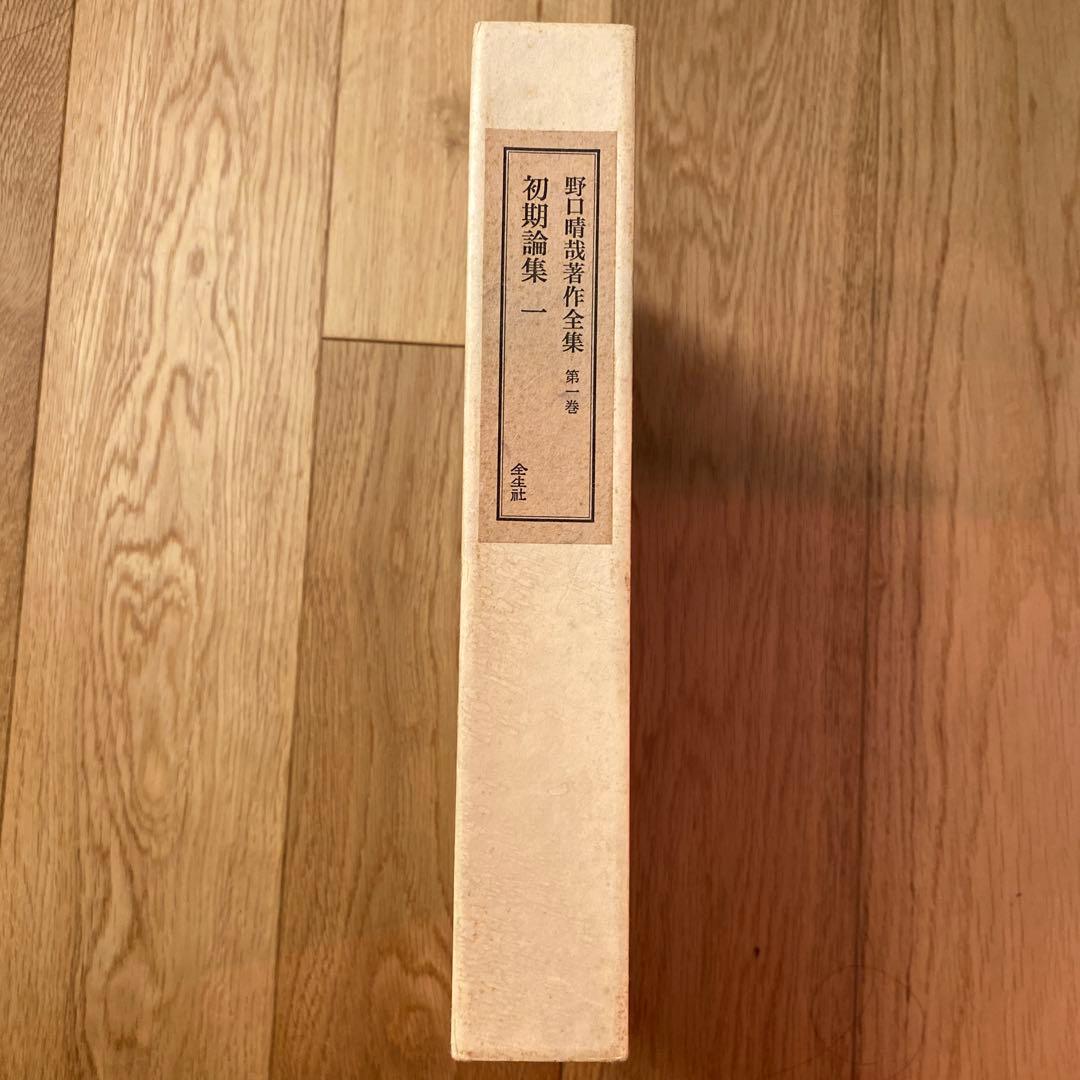 野口晴哉著作全集 第一巻
初期論集 一
全生社